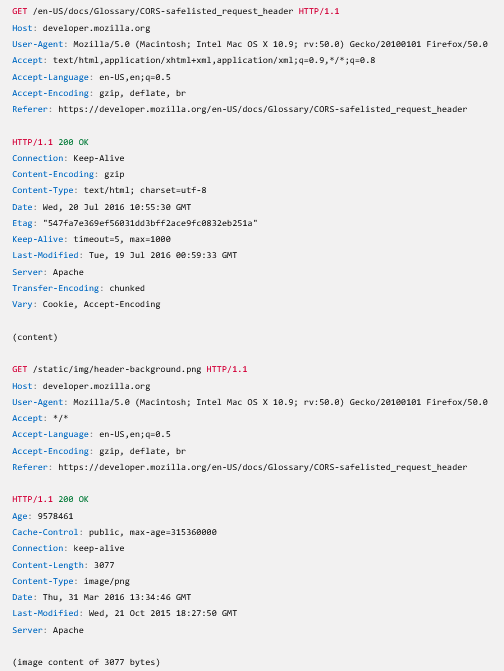 GET /en-US/docs/Glossary/CORS-safelisted_request_header HTTP/1.1
Host: developer.mozilla.org
User-Agent: Mozilla/5.0 (Macintosh; Intel Mac OS X 10.9; rv:50.0) Gecko/20100101 Firefox/50.0
Accept: text/html,application/xhtml+xml,application/xml;q=0.9,*/*;q=0.8
Accept-Language: en-US,en;q=0.5
Accept-Encoding: gzip, deflate, br
Referer: https://developer.mozilla.org/en-US/docs/Glossary/CORS-safelisted_request_header

HTTP/1.1 200 OK
Connection: Keep-Alive
Content-Encoding: gzip
Content-Type: text/html; charset=utf-8
Date: Wed, 20 Jul 2016 10:55:30 GMT
Etag: "547fa7e369ef56031dd3bff2ace9fc0832eb251a"
Keep-Alive: timeout=5, max=1000
Last-Modified: Tue, 19 Jul 2016 00:59:33 GMT
Server: Apache
Transfer-Encoding: chunked
Vary: Cookie, Accept-Encoding

(content)

GET /static/img/header-background.png HTTP/1.1
Host: developer.mozilla.org
User-Agent: Mozilla/5.0 (Macintosh; Intel Mac OS X 10.9; rv:50.0) Gecko/20100101 Firefox/50.0
Accept: */*
Accept-Language: en-US,en;q=0.5
Accept-Encoding: gzip, deflate, br
Referer: https://developer.mozilla.org/en-US/docs/Glossary/CORS-safelisted_request_header

HTTP/1.1 200 OK
Age: 9578461
Cache-Control: public, max-age=315360000
Connection: keep-alive
Content-Length: 3077
Content-Type: image/png
Date: Thu, 31 Mar 2016 13:34:46 GMT
Last-Modified: Wed, 21 Oct 2015 18:27:50 GMT
Server: Apache

(image content of 3077 bytes)